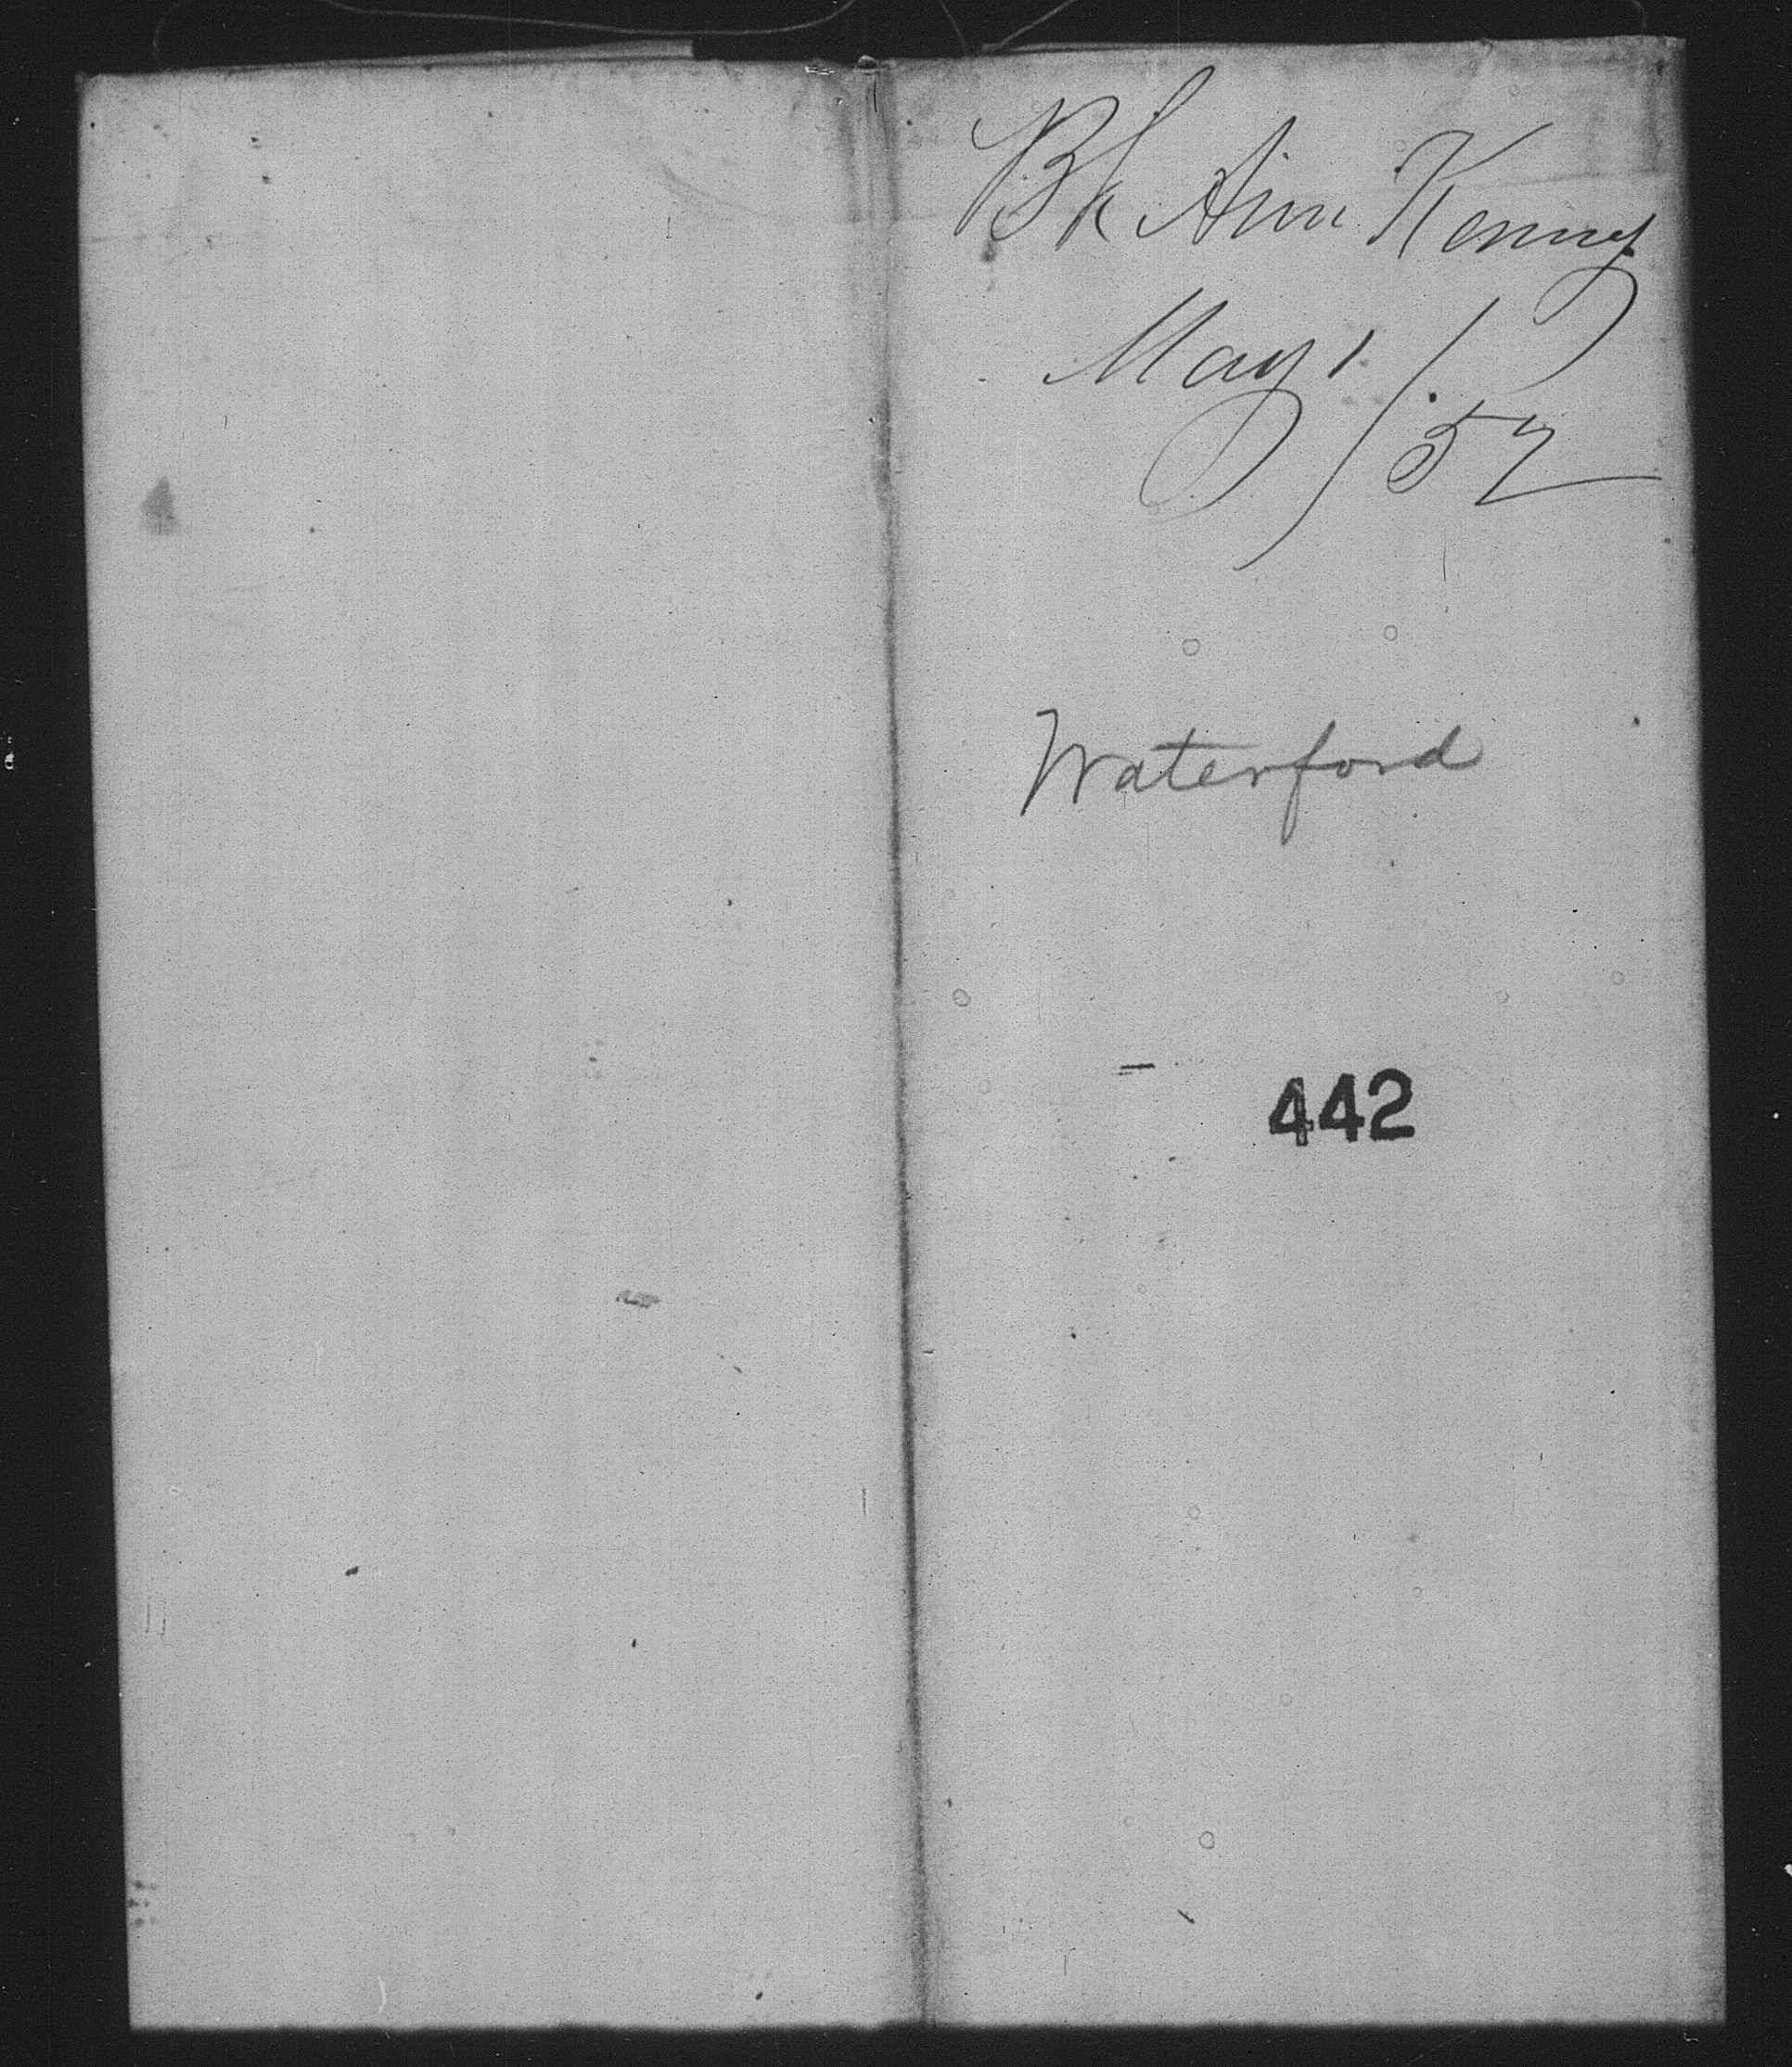 Bk Ann Kenny
May 1 /
52
Waterford
442